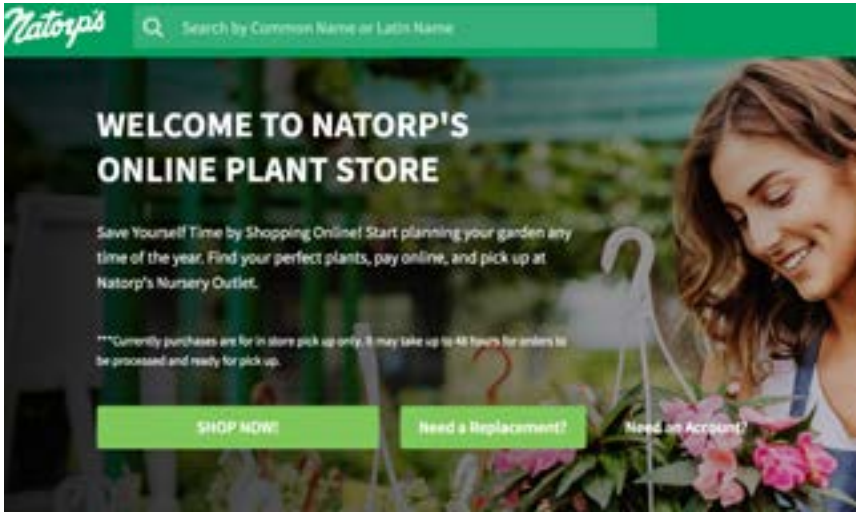 Natorp's
Search by Common Name or Latin Name
WELCOME TO NATORP'S
ONLINE PLANT STORE
Save Yourself Time by Shopping Online! Start planning your garden any
time of the year. Find your perfect plants, pay online, and pick up at
Natorp's Nursery Outlet.
***Currently purchases are for in store pick up only. It may take up to 48 hours for orders to
be processed and ready for pick up.
SHOP NOW!
Need a Replacement?
Need an Account?